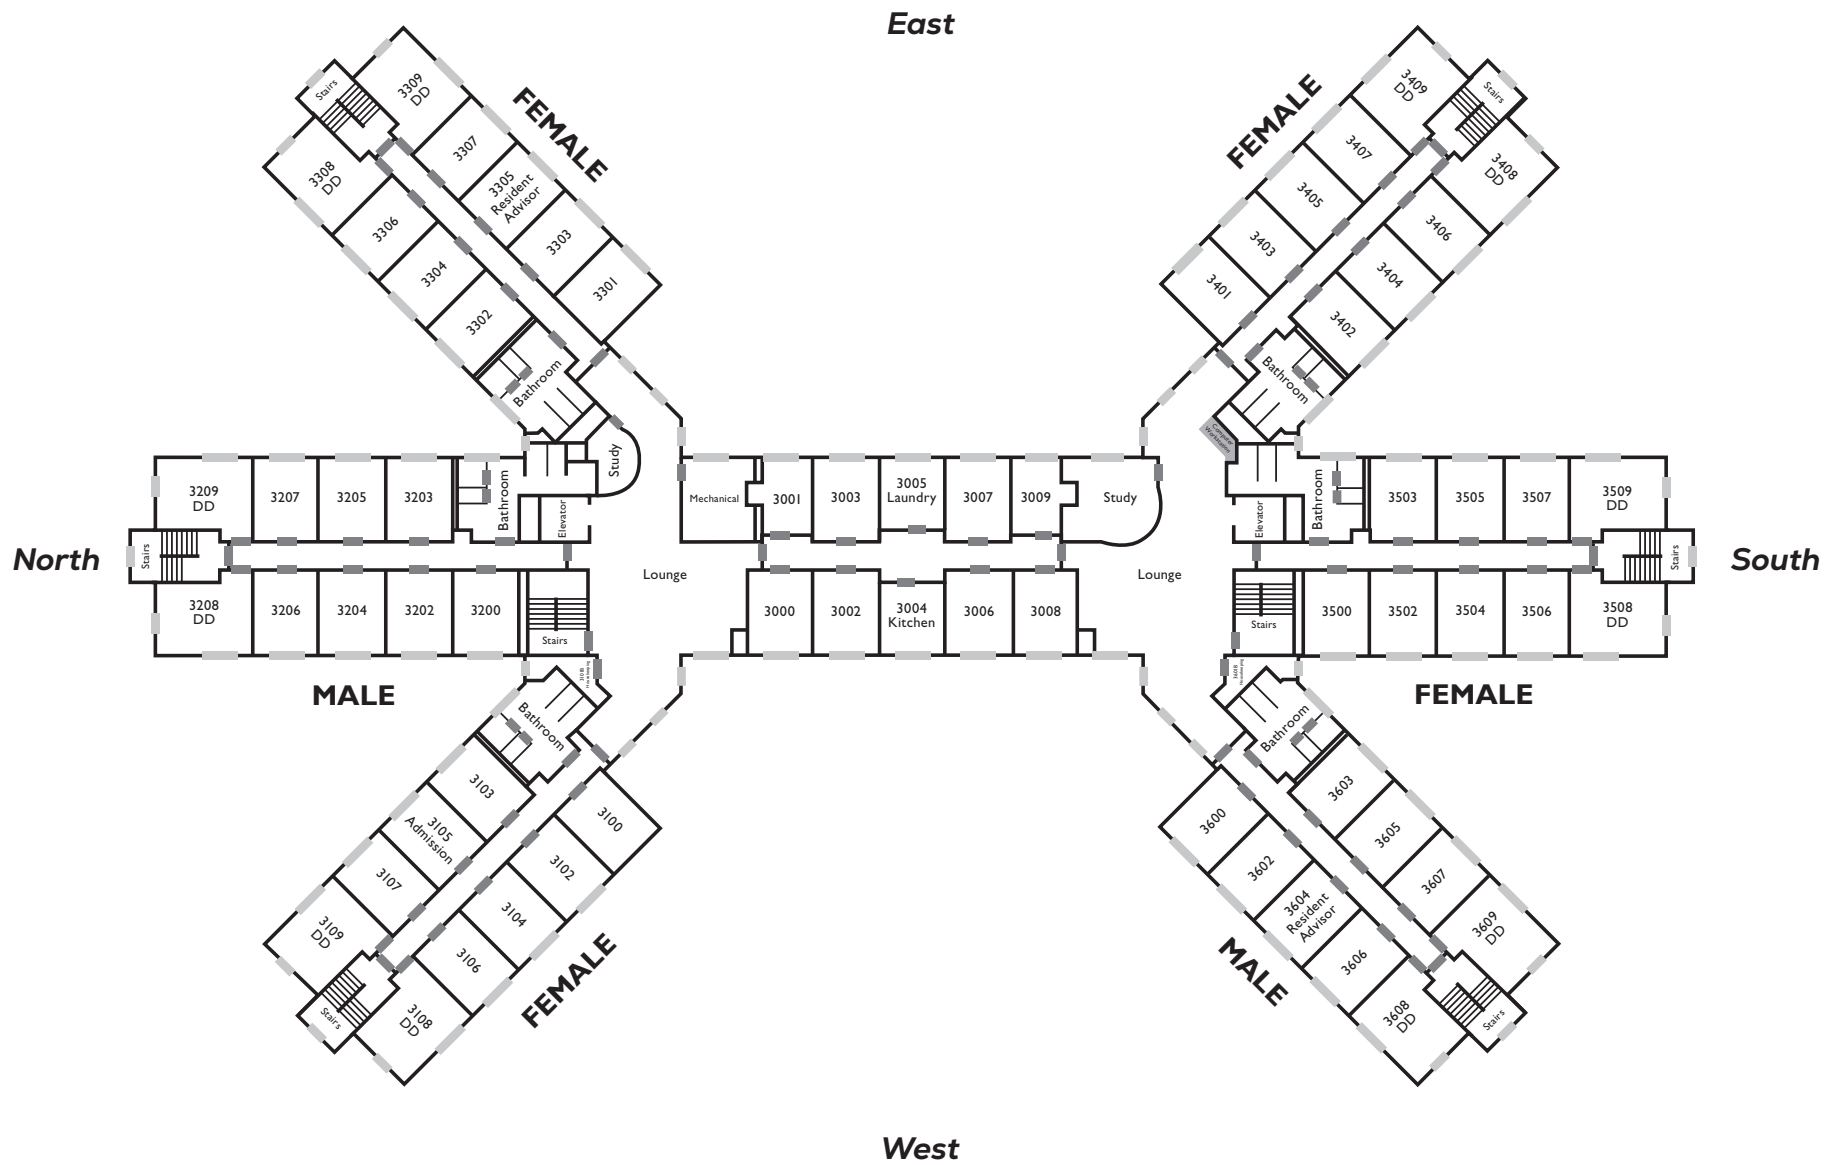 East
3309
DD
Stairs
FEMALE
3307
3308
DD
3305
Resident
Advisor
3306
3303
3304
3301
3302
Bathroom
FEMALE
3409
DD
Stairs
3407
3408
DD
3405
3406
3403
3404
3401
3402
Bathroom
Computer
Workstation
North
3209
DD
3207
3205
3203
Bathroom
Elevator
Study
Stairs
3208
DD
3206
3204
3202
3200
Stairs
MALE
Lounge
Mechanical
3001
3003
3005
Laundry
3007
3009
Study
3000
3002
3004
Kitchen
3006
3008
Lounge
Elevator
Bathroom
3503
3505
3507
3509
DD
Stairs
Stairs
3500
3502
3504
3506
3508
DD
South
FEMALE
3101B
Housekeeping
Bathroom
3103
3100
3105
Admission
3102
3107
3104
3109
DD
3106
3108
DD
Stairs
FEMALE
3601B
Housekeeping
Bathroom
3600
3603
3602
3605
3604
Resident
Advisor
3607
3606
3609
DD
3608
DD
Stairs
MALE
West